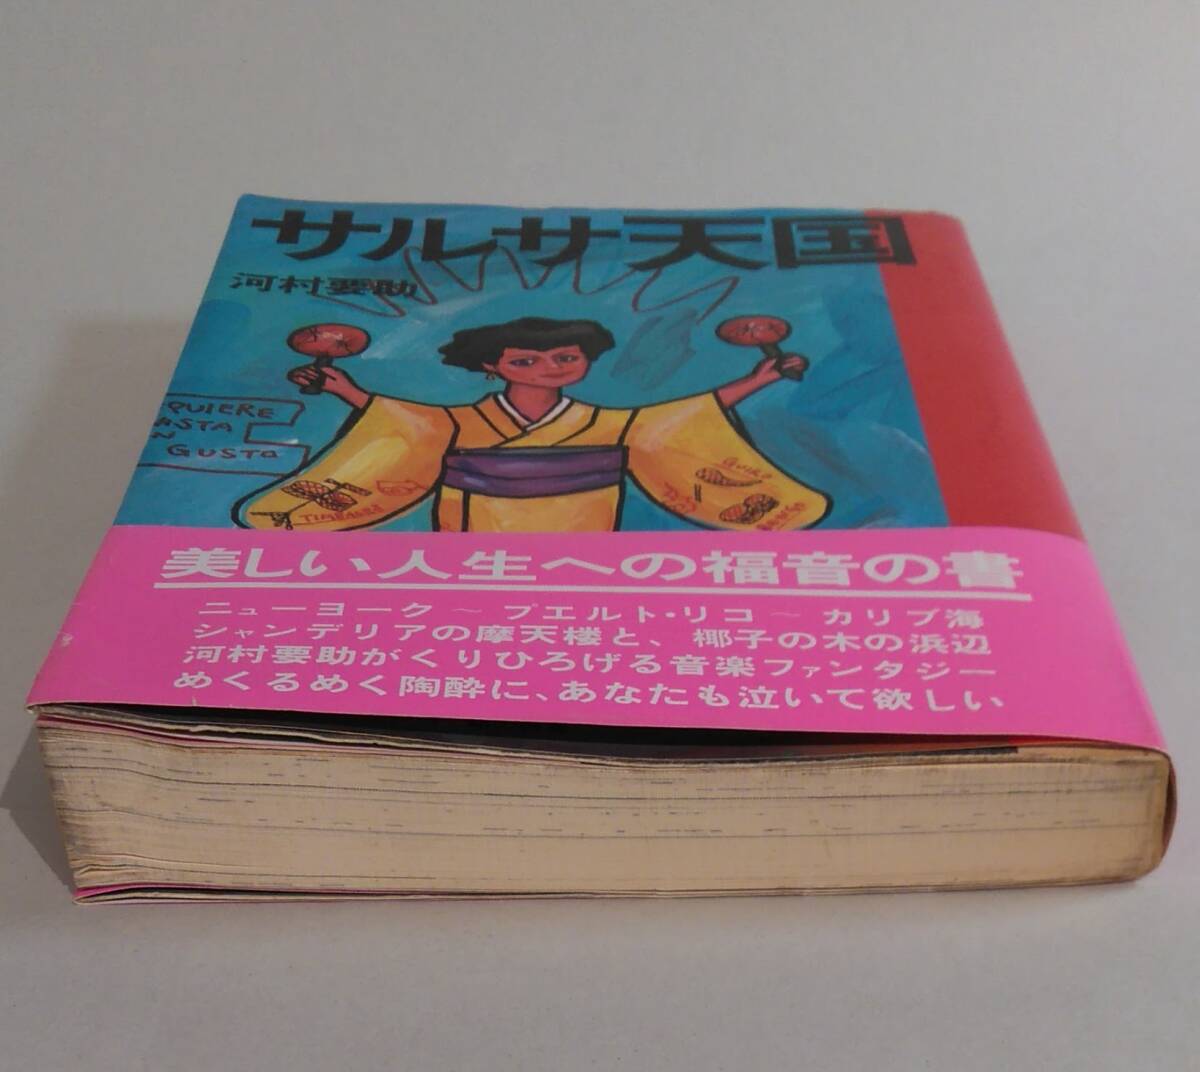 サルサ天国
河村要助
QUIERE
ASTA
N
GUSTO
TIMBALES
GUIRO
美しい人生への福音の書
ニューヨーク～プエルト・リコ～カリブ海
シャンデリアの摩天楼と、椰子の木の浜辺
河村要助がくりひろげる音楽ファンタジー
めくるめく陶酔に、あなたも泣いて欲しい